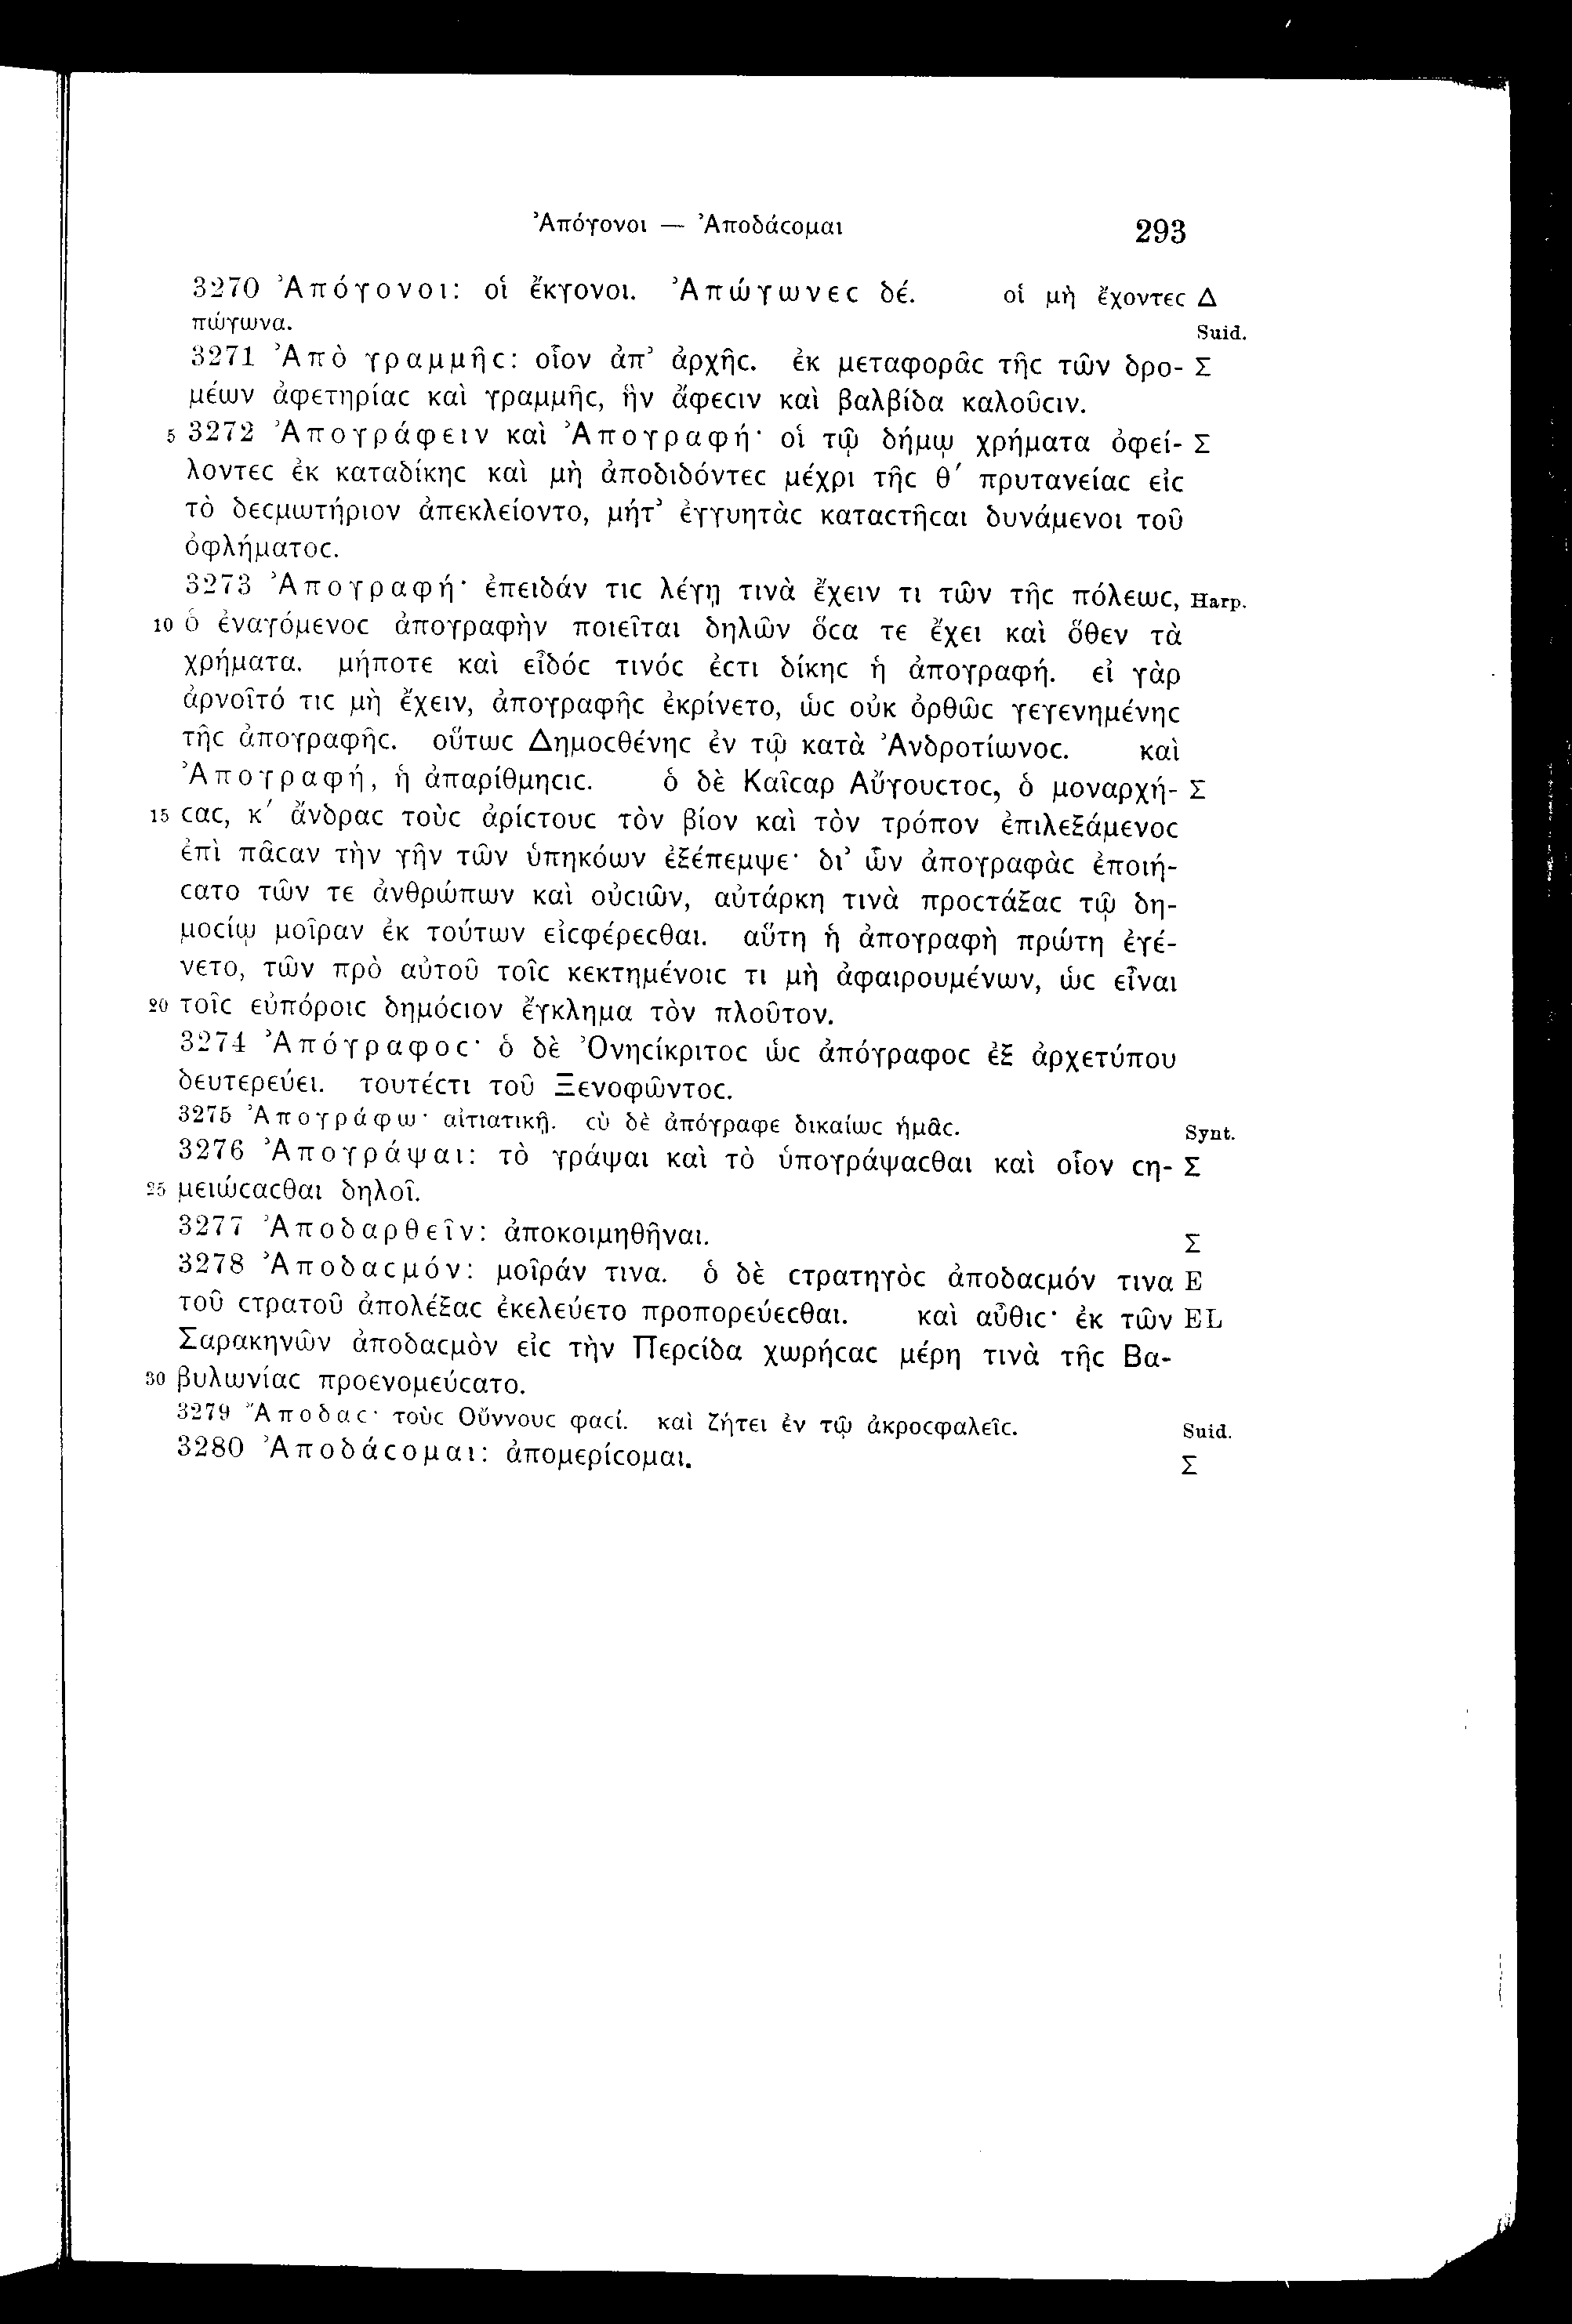 Ἀπόγονοι — Ἀποδάϲομαι 293
3270 Ἀπόγονοι: οἱ ἔκγονοι. Ἀπώγωνεϲ δέ. οἱ μὴ ἔχοντεϲ Δ
πώγωνα. Suid.
3271 Ἀπὸ γραμμῆϲ: οἷον ἀπ’ ἀρχῆϲ. ἐκ μεταφορᾶϲ τῆϲ τῶν δρο- Σ
μέων ἀφετηρίαϲ καὶ γραμμῆϲ, ἣν ἄφεϲιν καὶ βαλβίδα καλοῦϲιν.
5 3272 Ἀπογράφειν καὶ Ἀπογραφή· οἱ τῷ δήμῳ χρήματα ὀφεί- Σ
λοντεϲ ἐκ καταδίκηϲ καὶ μὴ ἀποδιδόντεϲ μέχρι τῆϲ θ′ πρυτανείαϲ εἰϲ
τὸ δεϲμωτήριον ἀπεκλείοντο, μήτ’ ἐγγυητὰϲ καταϲτῆϲαι δυνάμενοι τοῦ
ὀφλήματοϲ.
3273 Ἀπογραφή· ἐπειδάν τιϲ λέγῃ τινὰ ἔχειν τι τῶν τῆϲ πόλεωϲ, Harp.
10 ὁ ἐναγόμενοϲ ἀπογραφὴν ποιεῖται δηλῶν ὅϲα τε ἔχει καὶ ὅθεν τὰ
χρήματα. μήποτε καὶ εἶδόϲ τινόϲ ἐϲτι δίκηϲ ἡ ἀπογραφή. εἰ γὰρ
ἀρνοῖτό τιϲ μὴ ἔχειν, ἀπογραφῆϲ ἐκρίνετο, ὡϲ οὐκ ὀρθῶϲ γεγενημένηϲ
τῆϲ ἀπογραφῆϲ. οὕτωϲ Δημοϲθένηϲ ἐν τῷ κατὰ Ἀνδροτίωνοϲ. καὶ
Ἀπογραφή, ἡ ἀπαρίθμηϲιϲ. ὁ δὲ Καῖϲαρ Αὔγουϲτοϲ, ὁ μοναρχή- Σ
15 ϲαϲ, κ′ ἄνδραϲ τοὺϲ ἀρίϲτουϲ τὸν βίον καὶ τὸν τρόπον ἐπιλεξάμενοϲ
ἐπὶ πᾶϲαν τὴν γῆν τῶν ὑπηκόων ἐξέπεμψε· δι’ ὧν ἀπογραφὰϲ ἐποιή-
ϲατο τῶν τε ἀνθρώπων καὶ οὐϲιῶν, αὐτάρκη τινὰ προϲτάξαϲ τῷ δη-
μοϲίῳ μοῖραν ἐκ τούτων εἰϲφέρεϲθαι. αὕτη ἡ ἀπογραφὴ πρώτη ἐγέ-
νετο, τῶν πρὸ αὐτοῦ τοῖϲ κεκτημένοιϲ τι μὴ ἀφαιρουμένων, ὡϲ εἶναι
20 τοῖϲ εὐπόροιϲ δημόϲιον ἔγκλημα τὸν πλοῦτον.
3274 Ἀπόγραφοϲ· ὁ δὲ Ὀνηϲίκριτοϲ ὡϲ ἀπόγραφοϲ ἐξ ἀρχετύπου
δευτερεύει. τουτέϲτι τοῦ Ξενοφῶντοϲ.
3275 Ἀπογράφω· αἰτιατικῇ. ϲὺ δὲ ἀπόγραφε δικαίωϲ ἡμᾶϲ. Synt.
3276 Ἀπογράψαι: τὸ γράψαι καὶ τὸ ὑπογράψαϲθαι καὶ οἷον ϲη- Σ
25 μειώϲαϲθαι δηλοῖ.
3277 Ἀποδαρθεῖν: ἀποκοιμηθῆναι. Σ
3278 Ἀποδαϲμόν: μοῖράν τινα. ὁ δὲ ϲτρατηγὸϲ ἀποδαϲμόν τινα E
τοῦ ϲτρατοῦ ἀπολέξαϲ ἐκελεύετο προπορεύεϲθαι. καὶ αὖθιϲ· ἐκ τῶν EL
Σαρακηνῶν ἀποδαϲμὸν εἰϲ τὴν Περϲίδα χωρήϲαϲ μέρη τινὰ τῆϲ Βα-
30 βυλωνίαϲ προενομεύϲατο.
3279 Ἄποδαϲ· τοὺϲ Οὔννουϲ φαϲί. καὶ ζήτει ἐν τῷ ἀκροϲφαλεῖϲ. Suid.
3280 Ἀποδάϲομαι: ἀπομερίϲομαι. Σ